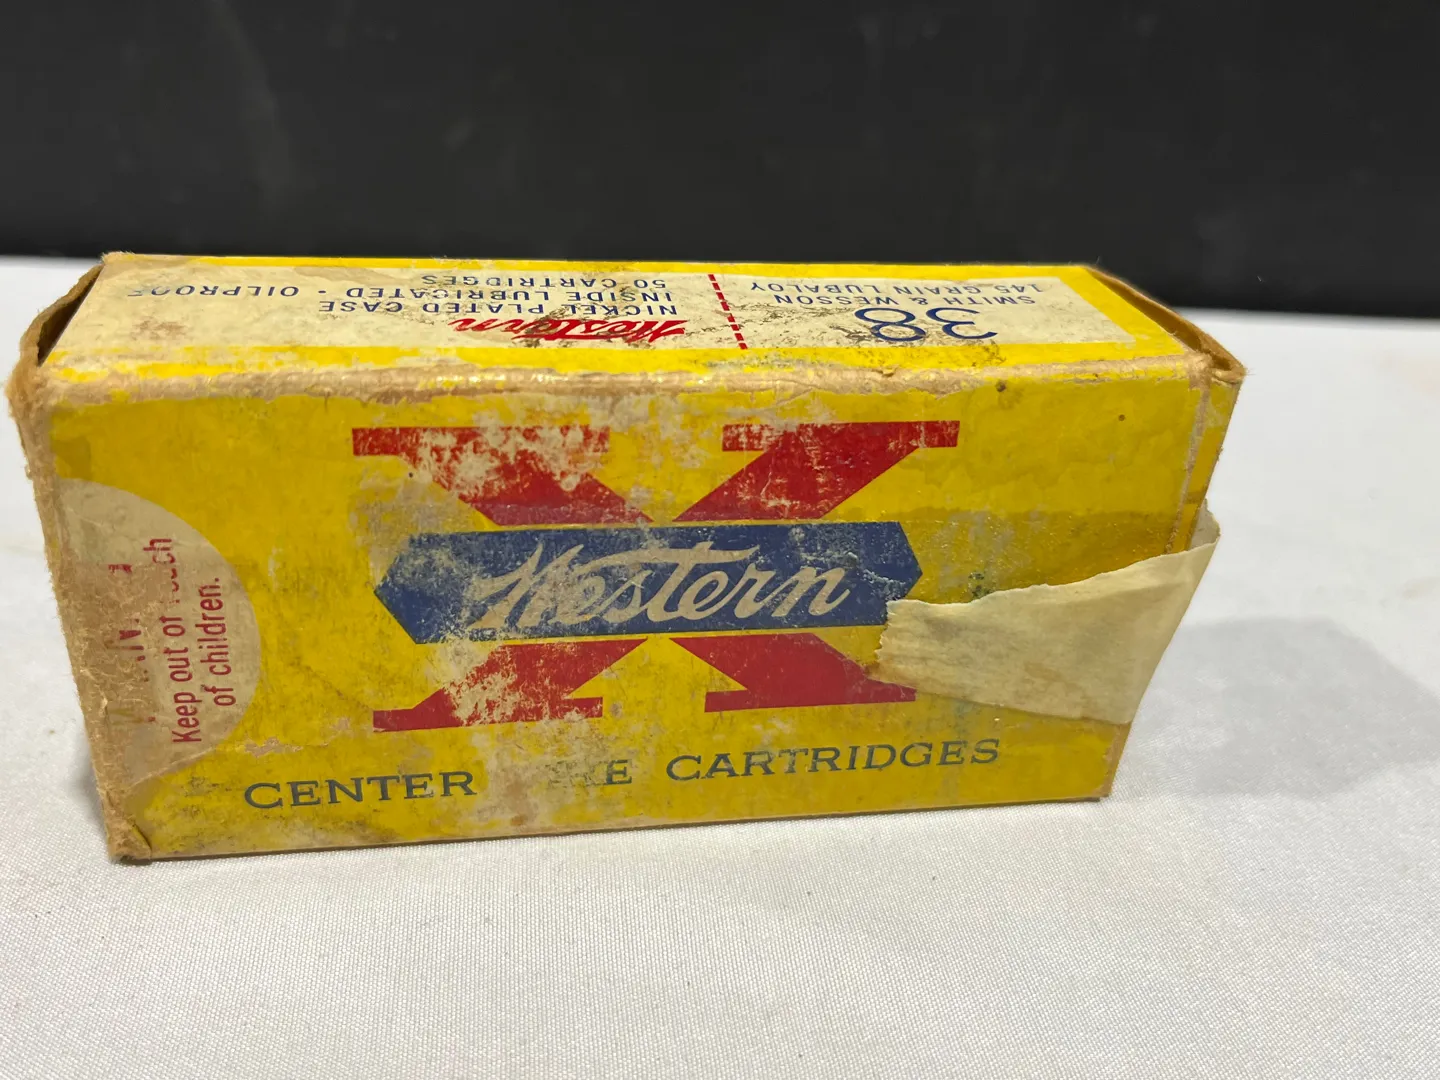 38
SMITH & WESSON
145 GRAIN LUBALOY
Western
NICKEL PLATED CASE
INSIDE LUBRICATED • OILPROOF
50 CARTRIDGES
Western
CENTER CARTRIDGES
Keep out of reach
of children.